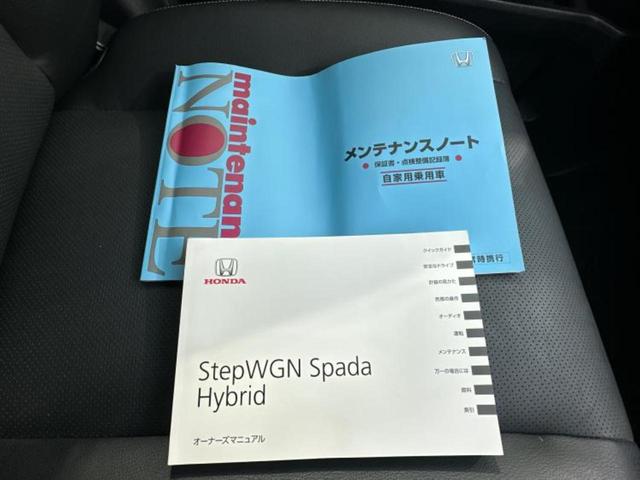 maintenan
NOTE
メンテナンスノート
保証書・点検整備記録簿
自家用乗用車
時携行
HONDA
StepWGN Spada
Hybrid
オーナーズマニュアル
クイックガイド
安全なドライブ
計器の見かた
各部の操作
オーディオ
運転
メンテナンス
万一の場合には
資料
索引